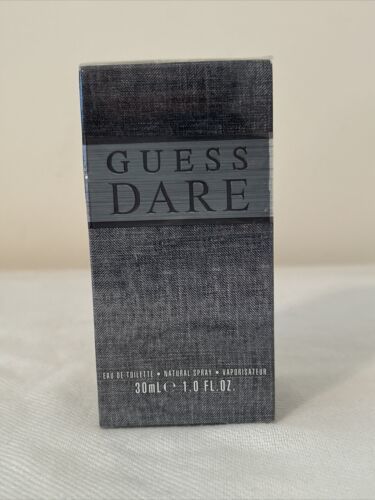 GUESS
DARE
EAU DE TOILETTE • NATURAL SPRAY • VAPORISATEUR
30mL ℮ 1.0 FL.OZ.